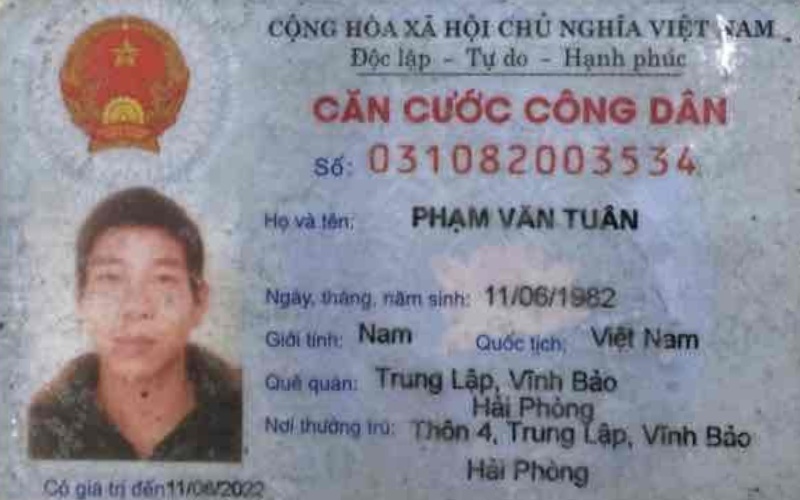 CỘNG HÒA XÃ HỘI CHỦ NGHĨA VIỆT NAM
Độc lập - Tự do - Hạnh phúc
CĂN CƯỚC CÔNG DÂN
Số: 031082003534
Họ và tên: PHẠM VĂN TUÂN
Ngày, tháng, năm sinh: 11/06/1982
Giới tính: Nam Quốc tịch: Việt Nam
Quê quán: Trung Lập, Vĩnh Bảo
Hải Phòng
Nơi thường trú: Thôn 4, Trung Lập, Vĩnh Bảo
Hải Phòng
Có giá trị đến 11/06/2022